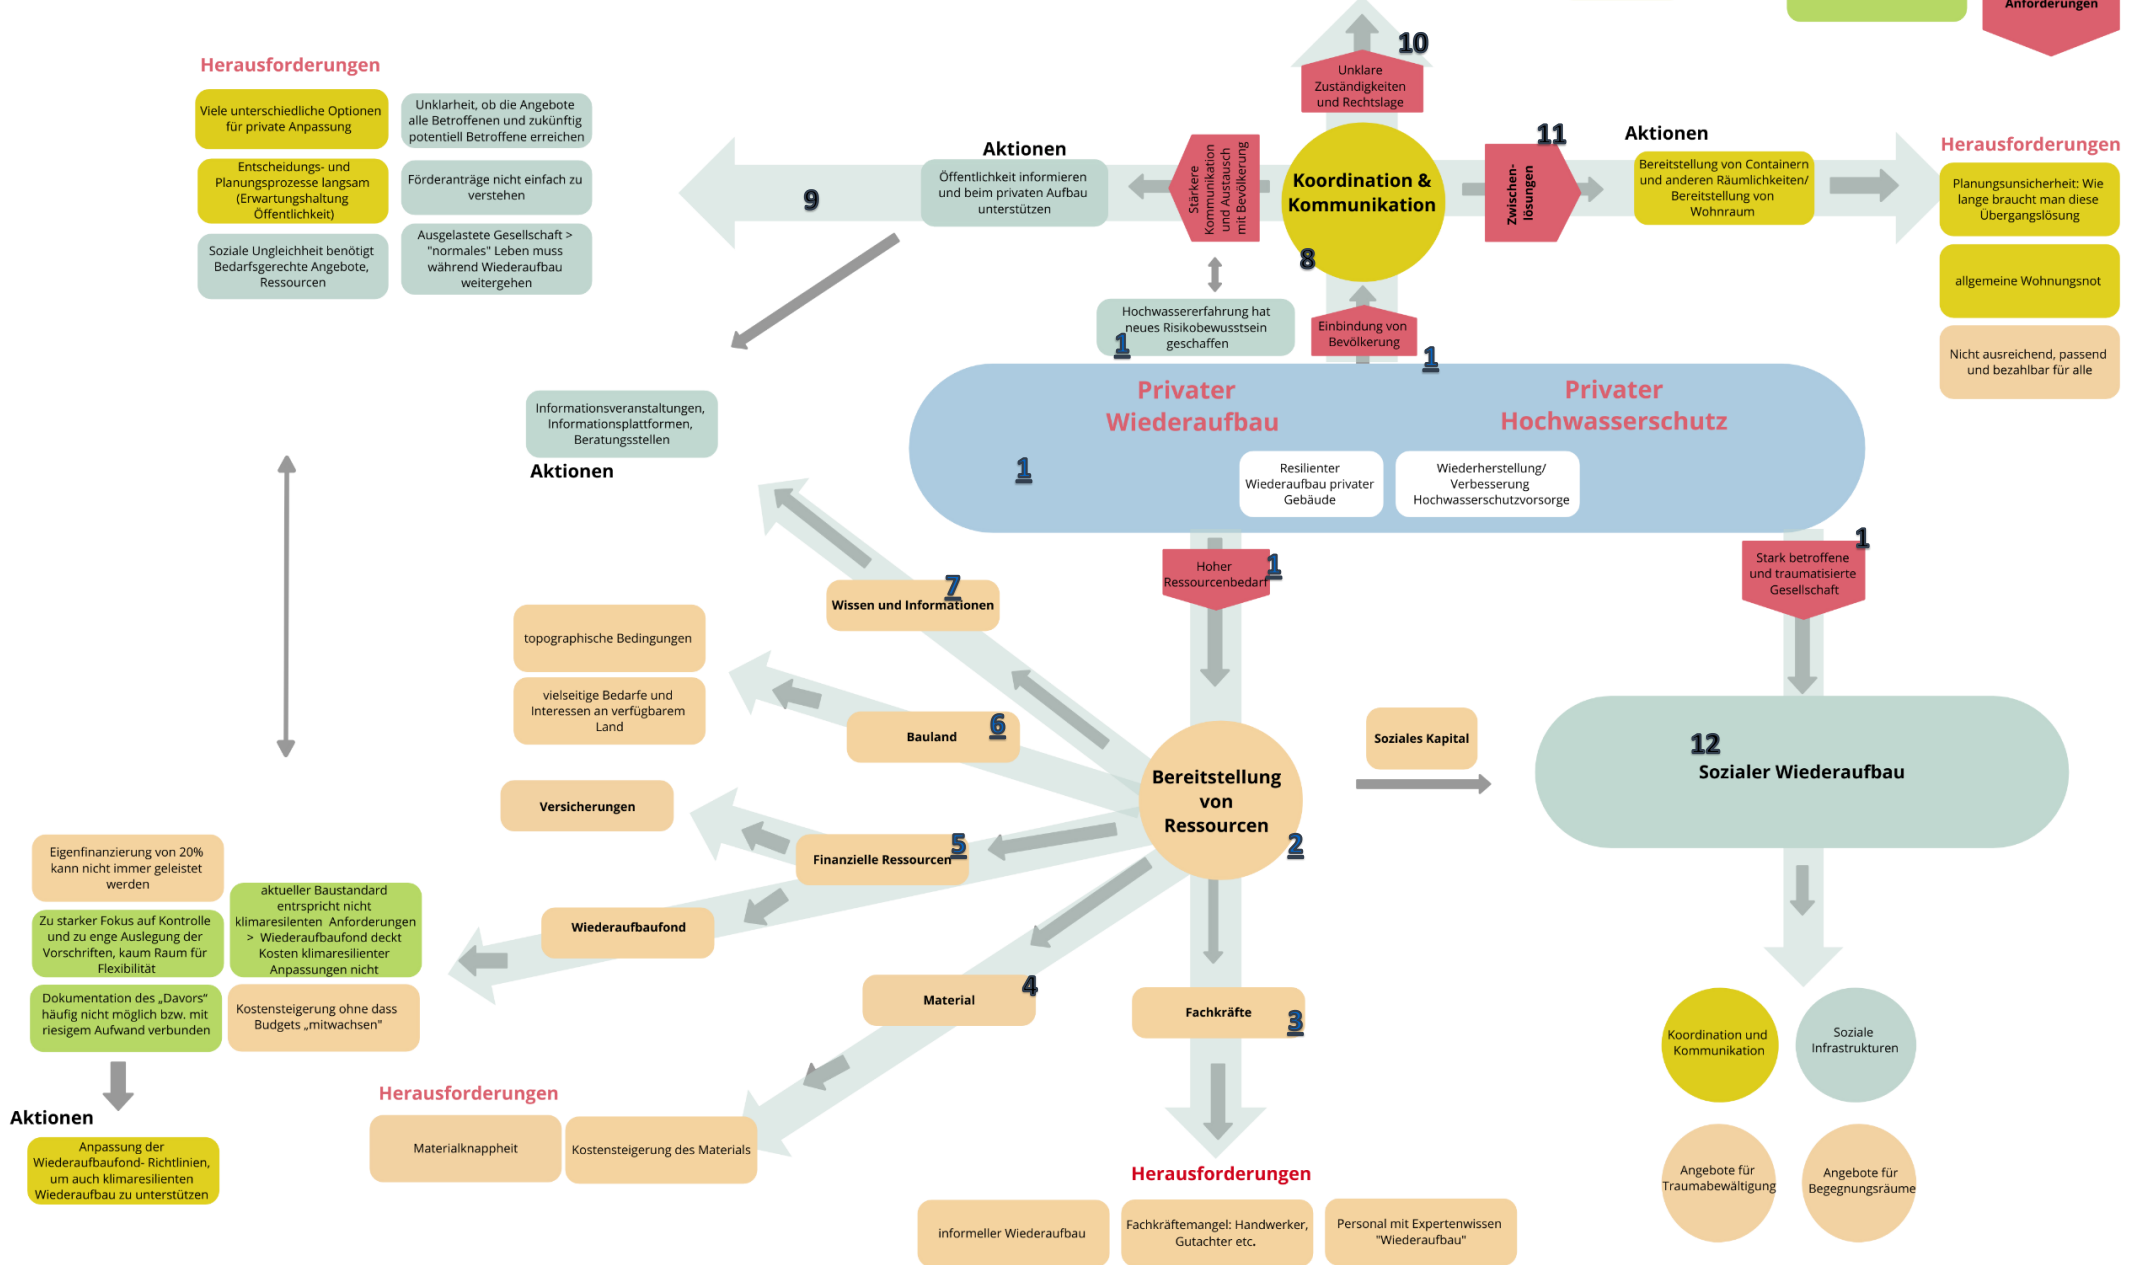 Anforderungen
10
Unklare
Zuständigkeiten
und Rechtslage
Herausforderungen
Viele unterschiedliche Optionen
für private Anpassung
Unklarheit, ob die Angebote
alle Betroffenen und zukünftig
potentiell Betroffene erreichen
Entscheidungs- und
Planungsprozesse langsam
(Erwartungshaltung
Öffentlichkeit)
Förderanträge nicht einfach zu
verstehen
Soziale Ungleichheit benötigt
Bedarfsgerechte Angebote,
Ressourcen
Ausgelastete Gesellschaft >
"normales" Leben muss
während Wiederaufbau
weitergehen
9
Aktionen
Öffentlichkeit informieren
und beim privaten Aufbau
unterstützen
Stärkere
Kommunikation
und Austausch
mit Bevölkerung
Koordination &
Kommunikation
8
11
Zwischen-
lösungen
Aktionen
Bereitstellung von Containern
und anderen Räumlichkeiten/
Bereitstellung von
Wohnraum
Herausforderungen
Planungsunsicherheit: Wie
lange braucht man diese
Übergangslösung
allgemeine Wohnungsnot
Nicht ausreichend, passend
und bezahlbar für alle
Hochwassererfahrung hat
neues Risikobewusstsein
geschaffen
1
Einbindung von
Bevölkerung
1
Privater
Wiederaufbau
Privater
Hochwasserschutz
1
Resilienter
Wiederaufbau privater
Gebäude
Wiederherstellung/
Verbesserung
Hochwasserschutzvorsorge
Informationsveranstaltungen,
Informationsplattformen,
Beratungsstellen
Aktionen
Hoher
Ressourcenbedarf
1
1
Stark betroffene
und traumatisierte
Gesellschaft
7
Wissen und Informationen
topographische Bedingungen
vielseitige Bedarfe und
Interessen an verfügbarem
Land
6
Bauland
Bereitstellung
von
Ressourcen
2
Soziales Kapital
12
Sozialer Wiederaufbau
Versicherungen
5
Finanzielle Ressourcen
Wiederaufbaufond
Eigenfinanzierung von 20%
kann nicht immer geleistet
werden
Zu starker Fokus auf Kontrolle
und zu enge Auslegung der
Vorschriften, kaum Raum für
Flexibilität
aktueller Baustandard
entrspricht nicht
klimaresilenten Anforderungen
> Wiederaufbaufond deckt
Kosten klimaresilienter
Anpassungen nicht
Dokumentation des „Davors“
häufig nicht möglich bzw. mit
riesigem Aufwand verbunden
Kostensteigerung ohne dass
Budgets „mitwachsen"
Aktionen
Anpassung der
Wiederaufbaufond- Richtlinien,
um auch klimaresilienten
Wiederaufbau zu unterstützen
4
Material
Herausforderungen
Materialknappheit
Kostensteigerung des Materials
Fachkräfte
3
Herausforderungen
informeller Wiederaufbau
Fachkräftemangel: Handwerker,
Gutachter etc.
Personal mit Expertenwissen
"Wiederaufbau"
Koordination und
Kommunikation
Soziale
Infrastrukturen
Angebote für
Traumabewältigung
Angebote für
Begegnungsräume